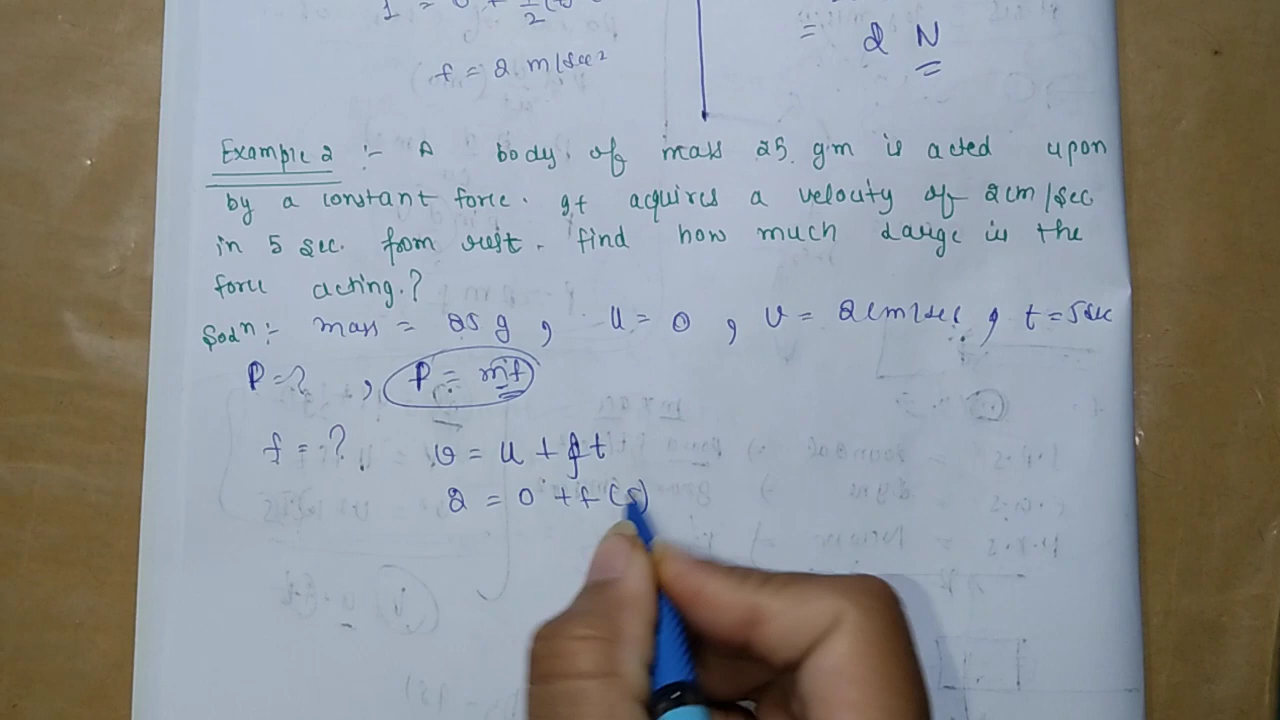 f = 2 m/sec²
= 2 N
Example 2 :- A body of mass 25 gm is acted upon
by a constant force. It acquires a velocity of 2cm/sec
in 5 sec. from rest. find how much large is the
force acting.?
Solⁿ :- mass = 25 g , u = 0 , v = 2cm/sec , t = 5sec
P = ? , P = mf
f = ? v = u + ft
2 = 0 + f (5)